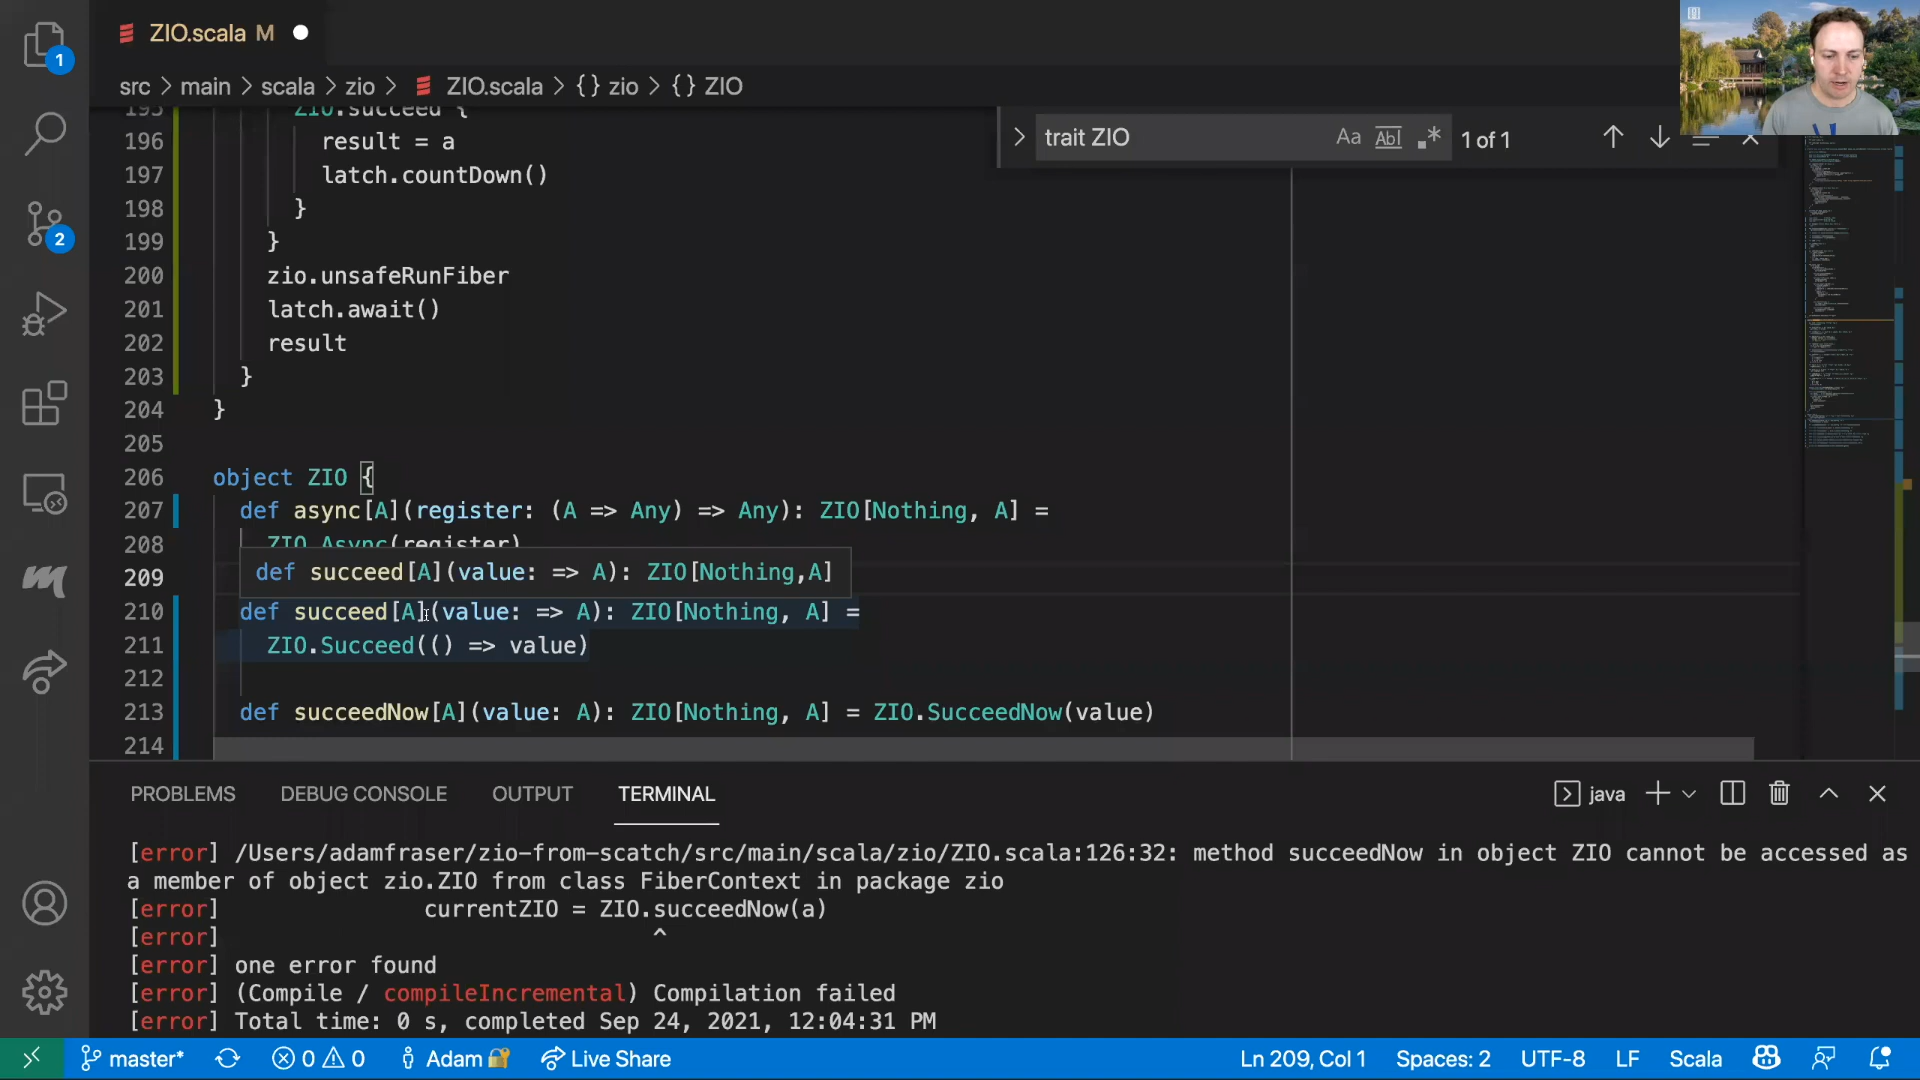 ZIO.scala M
1
src > main > scala > zio > ZIO.scala > {} zio > {} ZIO
trait ZIO
Aa Abl .* 1 of 1
195 ZIO.succeed {
196 result = a
197 latch.countDown()
198 }
199 }
200 zio.unsafeRunFiber
201 latch.await()
202 result
203 }
204 }
205
206 object ZIO {
207 def async[A](register: (A => Any) => Any): ZIO[Nothing, A] =
208 ZIO.Async(register)
209 def succeed[A](value: => A): ZIO[Nothing,A]
210 def succeed[A](value: => A): ZIO[Nothing, A] =
211 ZIO.Succeed(() => value)
212
213 def succeedNow[A](value: A): ZIO[Nothing, A] = ZIO.SucceedNow(value)
214
2
PROBLEMS DEBUG CONSOLE OUTPUT TERMINAL java
[error] /Users/adamfraser/zio-from-scatch/src/main/scala/zio/ZIO.scala:126:32: method succeedNow in object ZIO cannot be accessed as
a member of object zio.ZIO from class FiberContext in package zio
[error] currentZIO = ZIO.succeedNow(a)
[error] ^
[error] one error found
[error] (Compile / compileIncremental) Compilation failed
[error] Total time: 0 s, completed Sep 24, 2021, 12:04:31 PM
master* 0 0 Adam Live Share Ln 209, Col 1 Spaces: 2 UTF-8 LF Scala